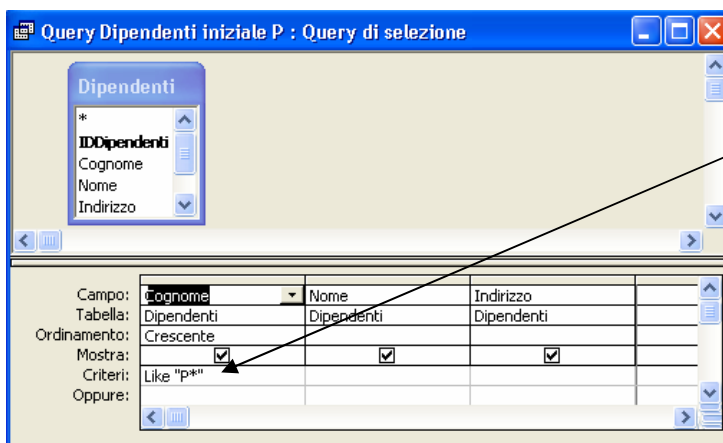 Query Dipendenti iniziale P : Query di selezione
Dipendenti
*
IDDipendenti
Cognome
Nome
Indirizzo
Campo: Cognome Nome Indirizzo
Tabella: Dipendenti Dipendenti Dipendenti
Ordinamento: Crescente
Mostra:
Criteri: Like "P*"
Oppure: